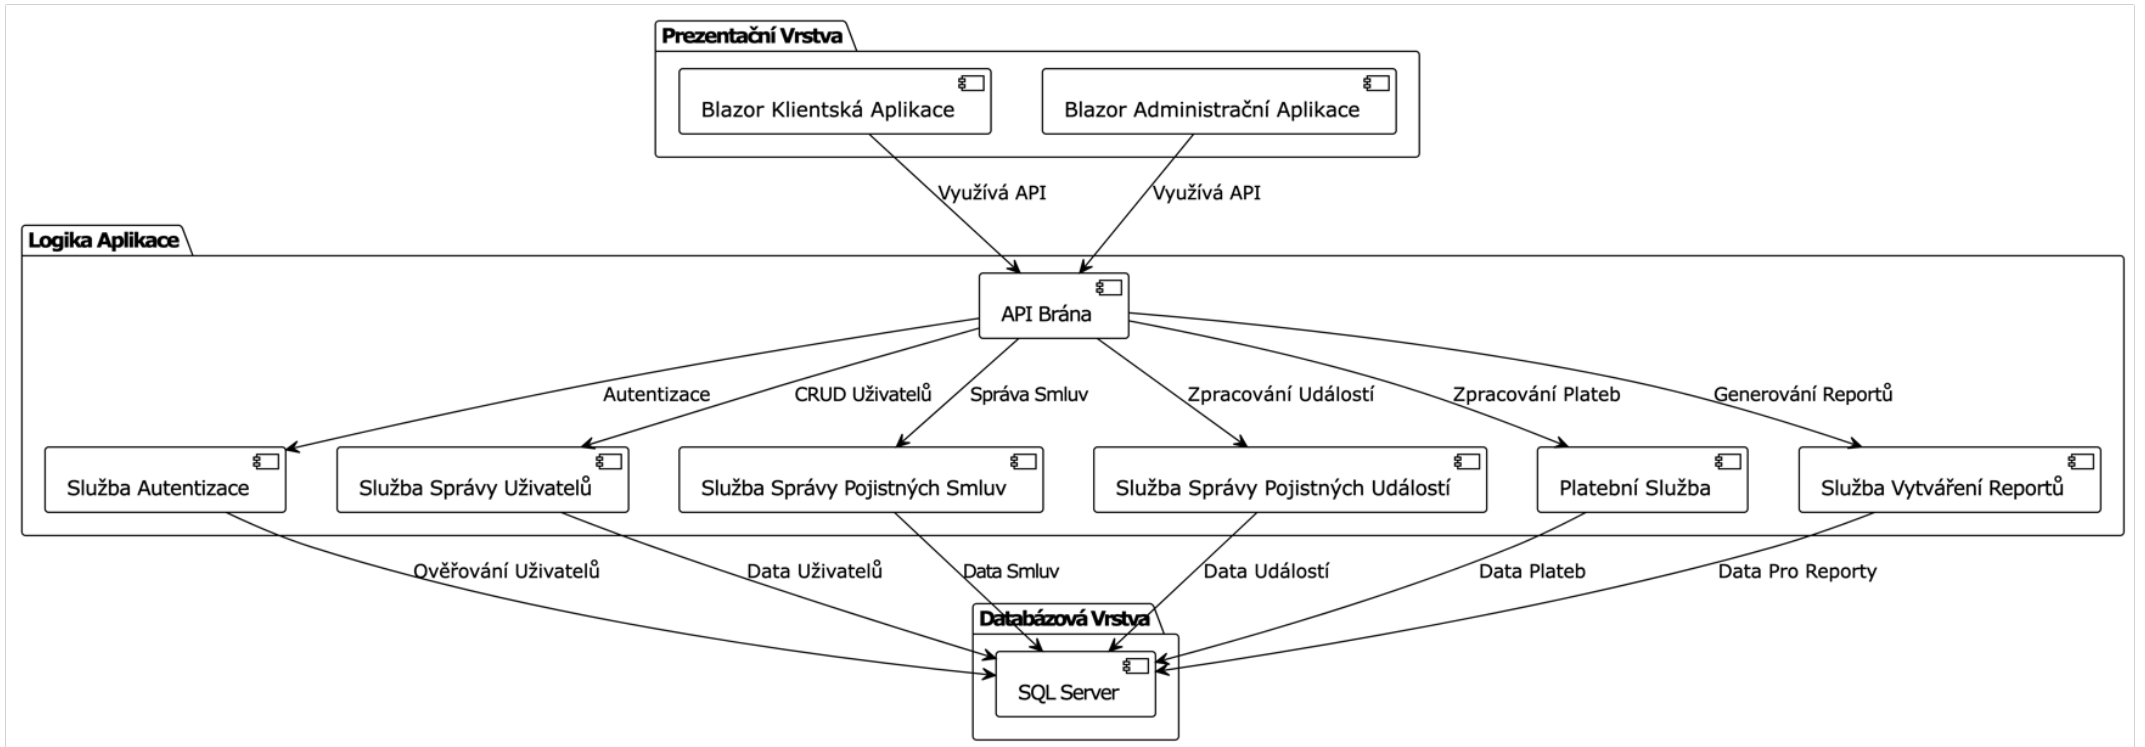 Prezentační Vrstva
Blazor Klientská Aplikace
Blazor Administrační Aplikace
Využívá API
Využívá API
Logika Aplikace
API Brána
Autentizace
CRUD Uživatelů
Správa Smluv
Zpracování Událostí
Zpracování Plateb
Generování Reportů
Služba Autentizace
Služba Správy Uživatelů
Služba Správy Pojistných Smluv
Služba Správy Pojistných Událostí
Platební Služba
Služba Vytváření Reportů
Ověřování Uživatelů
Data Uživatelů
Data Smluv
Data Událostí
Data Plateb
Data Pro Reporty
Databázová Vrstva
SQL Server